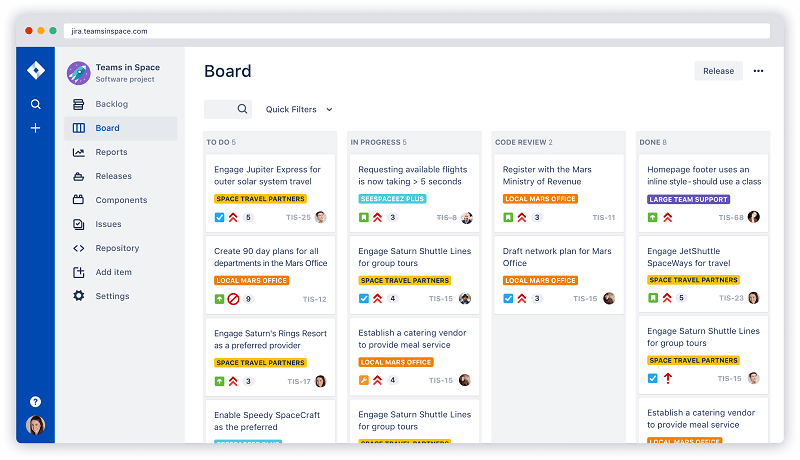 jira.teamsinspace.com
Teams in Space
Software project
Backlog
Board
Reports
Releases
Components
Issues
Repository
Add item
Settings
?
Board
Release
Quick Filters
TO DO 5
Engage Jupiter Express for
outer solar system travel
SPACE TRAVEL PARTNERS
5
TIS-25
Create 90 day plans for all
departments in the Mars Office
LOCAL MARS OFFICE
9
TIS-12
Engage Saturn's Rings Resort
as a preferred provider
SPACE TRAVEL PARTNERS
3
TIS-17
Enable Speedy SpaceCraft
as the preferred
SEESPACEEZ PLUS
IN PROGRESS 5
Requesting available flights
is now taking > 5 seconds
SEESPACEEZ PLUS
3
TIS-8
Engage Saturn Shuttle Lines
for group tours
SPACE TRAVEL PARTNERS
4
TIS-15
Establish a catering vendor
to provide meal service
LOCAL MARS OFFICE
4
TIS-15
Engage Saturn Shuttle Lines
for group tours
SPACE TRAVEL PARTNERS
CODE REVIEW 2
Register with the Mars
Ministry of Revenue
LOCAL MARS OFFICE
3
TIS-11
Draft network plan for Mars
Office
LOCAL MARS OFFICE
3
TIS-15
DONE 8
Homepage footer uses an
inline style-should use a class
LARGE TEAM SUPPORT
TIS-68
Engage JetShuttle
SpaceWays for travel
SPACE TRAVEL PARTNERS
5
TIS-23
Engage Saturn Shuttle Lines
for group tours
SPACE TRAVEL PARTNERS
TIS-15
Establish a catering vendor
to provide meal service
LOCAL MARS OFFICE